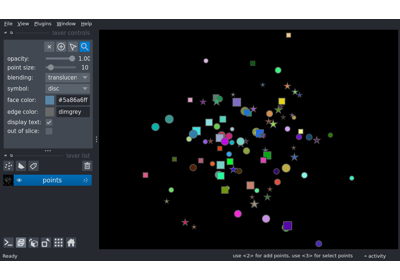 File View Plugins Window Help
layer controls
opacity: 1.00
point size: 10
blending: translucen
symbol: disc
face color: #5a86a6ff
edge color: dimgrey
display text:
out of slice:
layer list
points
Ready
use <2> for add points, use <3> for select points
activity